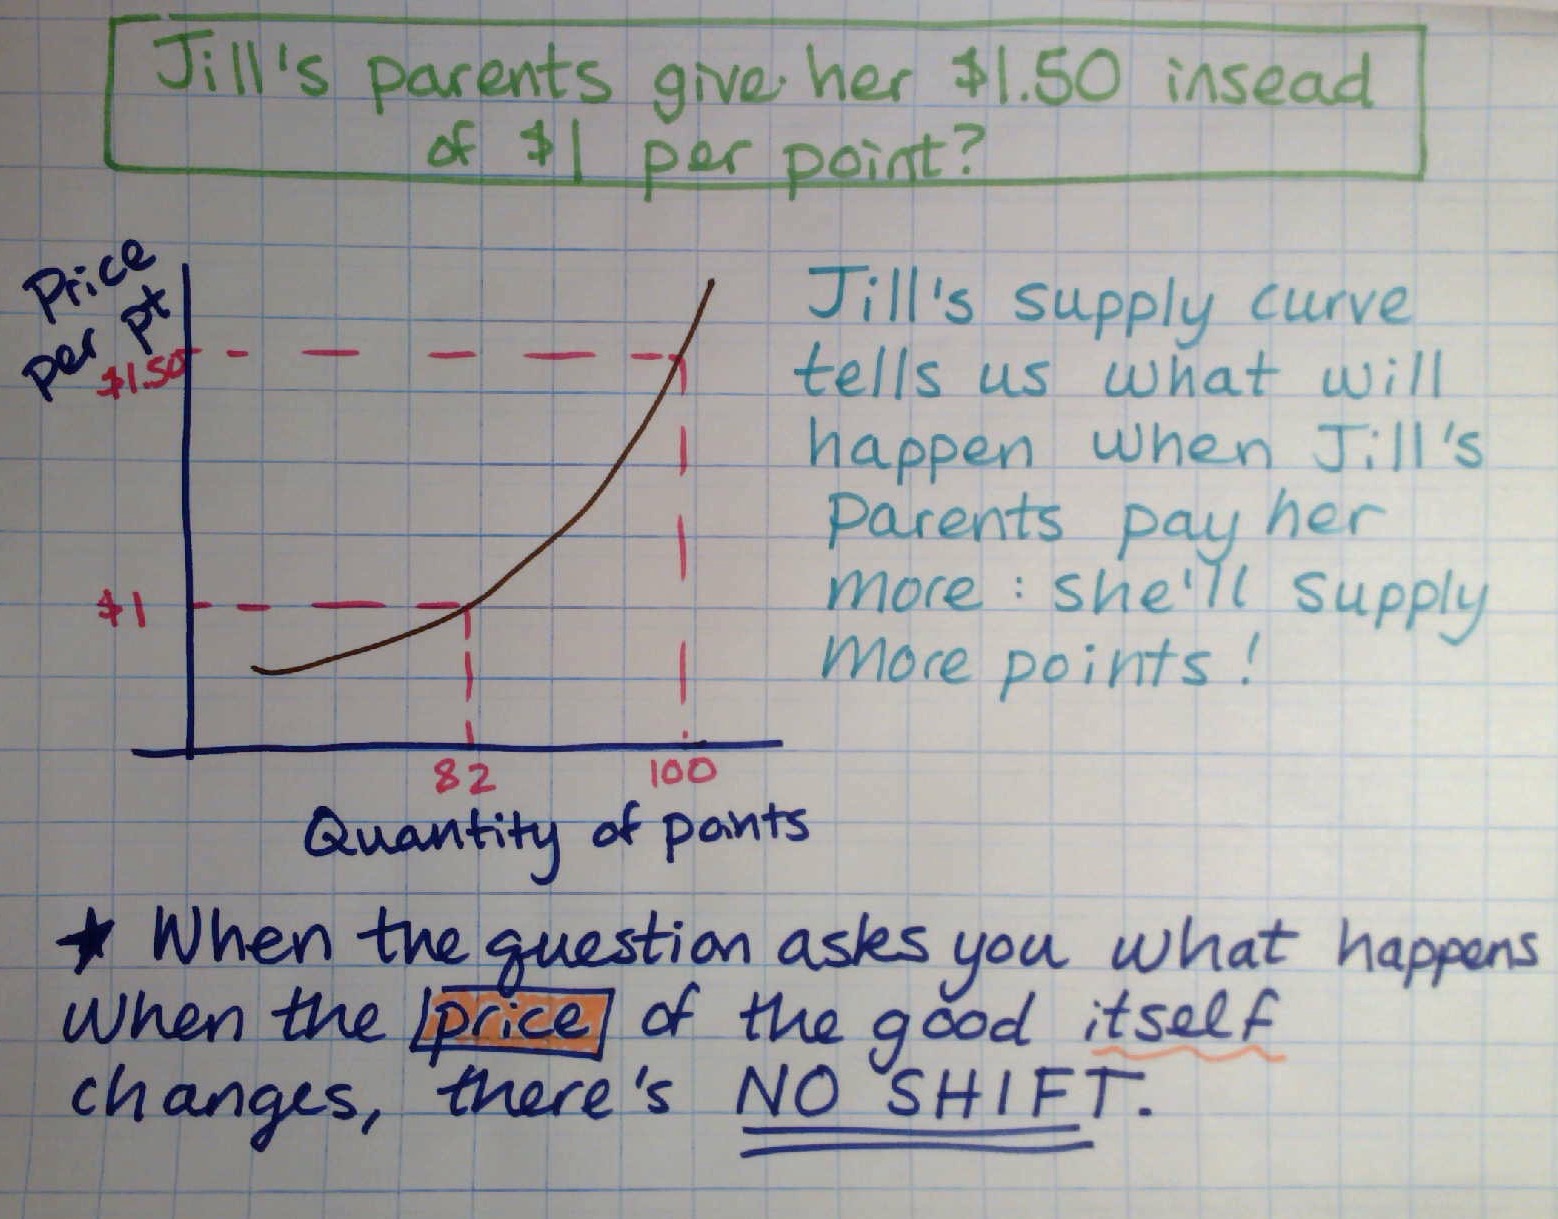 Jill's parents give her $1.50 insead
of $1 per point?
Price
per pt
$1.50
$1
82
100
Quantity of points
Jill's supply curve
tells us what will
happen when Jill's
parents pay her
more: she'll supply
more points!
★ When the question asks you what happens
when the price of the good itself
changes, there's NO SHIFT.